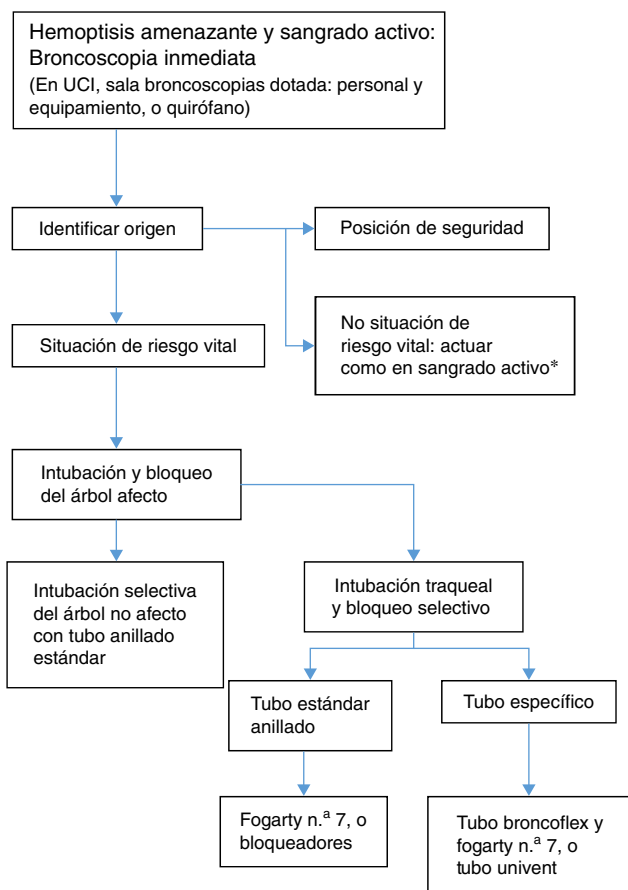 Hemoptisis amenazante y sangrado activo:
Broncoscopia inmediata
(En UCI, sala broncoscopias dotada: personal y
equipamiento, o quirófano)
Identificar origen
Posición de seguridad
No situación de
riesgo vital: actuar
como en sangrado activo*
Situación de riesgo vital
Intubación y bloqueo
del árbol afecto
Intubación selectiva
del árbol no afecto
con tubo anillado
estándar
Intubación traqueal
y bloqueo selectivo
Tubo estándar
anillado
Tubo específico
Fogarty n.ª 7, o
bloqueadores
Tubo broncoflex y
fogarty n.ª 7, o
tubo univent